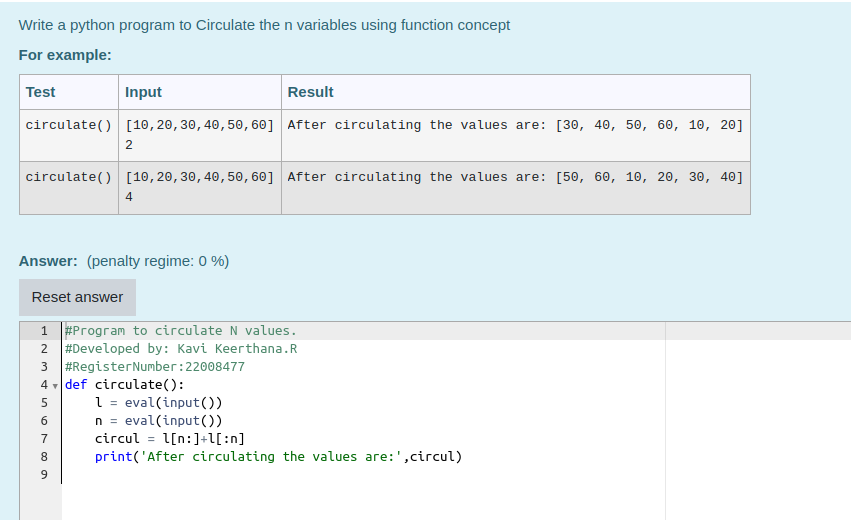 Write a python program to Circulate the n variables using function concept
For example:
Test Input Result
circulate() [10,20,30,40,50,60] After circulating the values are: [30, 40, 50, 60, 10, 20]
2
circulate() [10,20,30,40,50,60] After circulating the values are: [50, 60, 10, 20, 30, 40]
4
Answer: (penalty regime: 0 %)
Reset answer
1 #Program to circulate N values.
2 #Developed by: Kavi Keerthana.R
3 #RegisterNumber:22008477
4 def circulate():
5     l = eval(input())
6     n = eval(input())
7     circul = l[n:]+l[:n]
8     print('After circulating the values are:',circul)
9